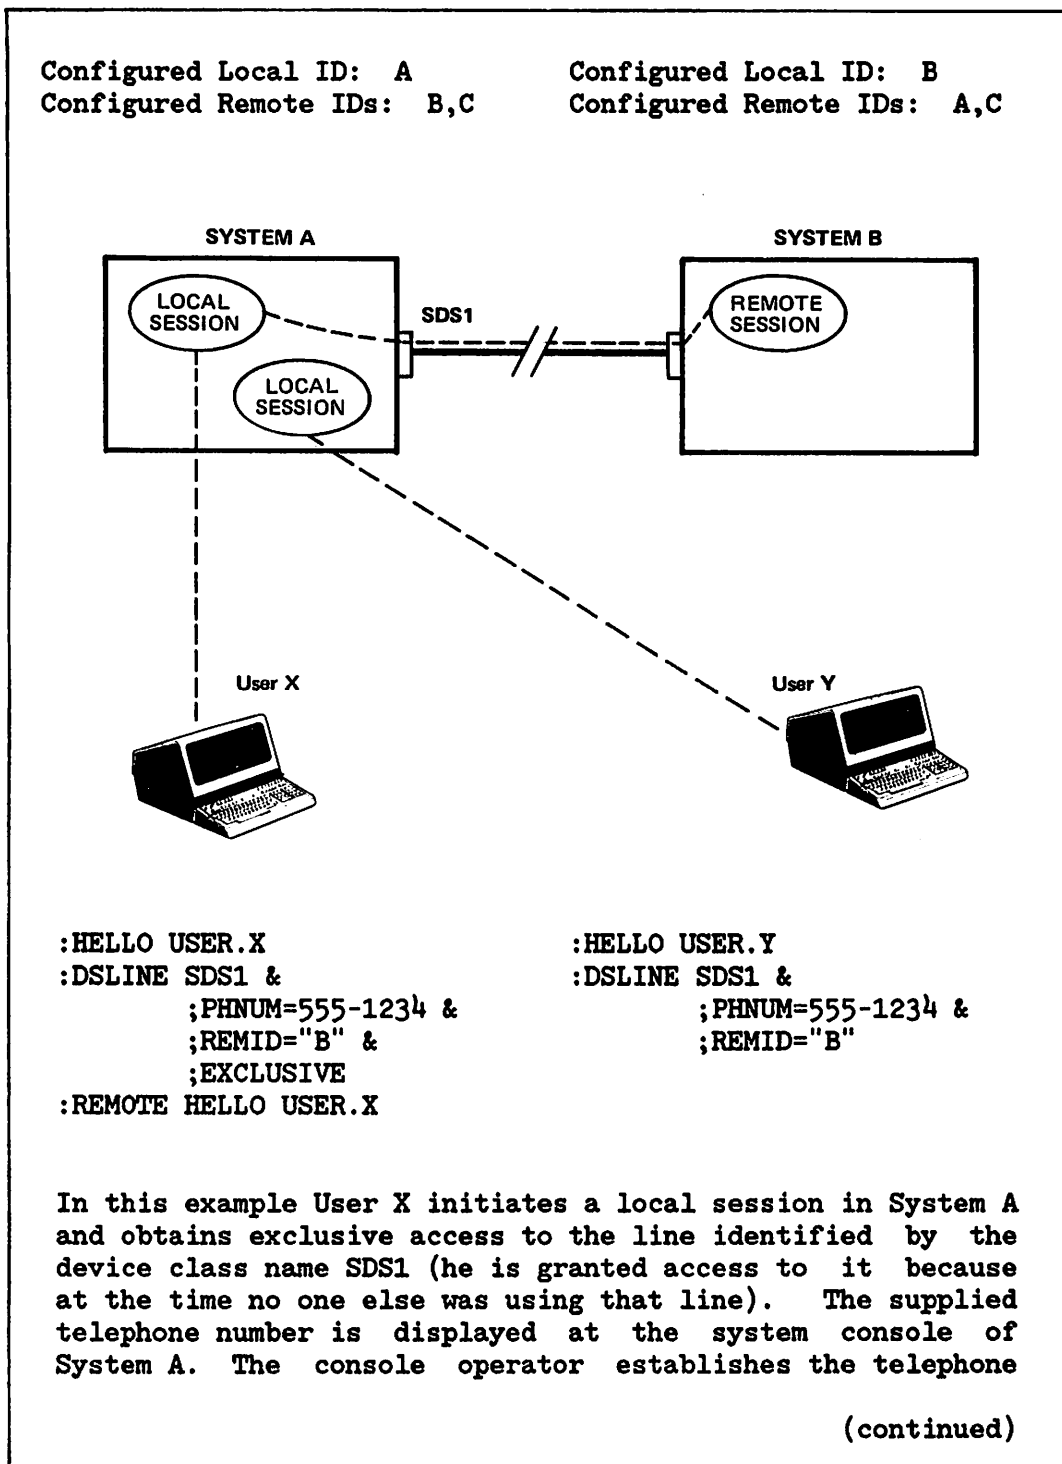 Configured Local ID:  A
Configured Remote IDs:  B,C
Configured Local ID:  B
Configured Remote IDs:  A,C
SYSTEM A
SYSTEM B
LOCAL
SESSION
SDS1
REMOTE
SESSION
LOCAL
SESSION
User X
User Y
:HELLO USER.X
:DSLINE SDS1 &
;PHNUM=555-1234 &
;REMID="B" &
;EXCLUSIVE
:REMOTE HELLO USER.X
:HELLO USER.Y
:DSLINE SDS1 &
;PHNUM=555-1234 &
;REMID="B"
In this example User X initiates a local session in System A
and obtains exclusive access to the line identified by the
device class name SDS1 (he is granted access to it because
at the time no one else was using that line). The supplied
telephone number is displayed at the system console of
System A. The console operator establishes the telephone
(continued)